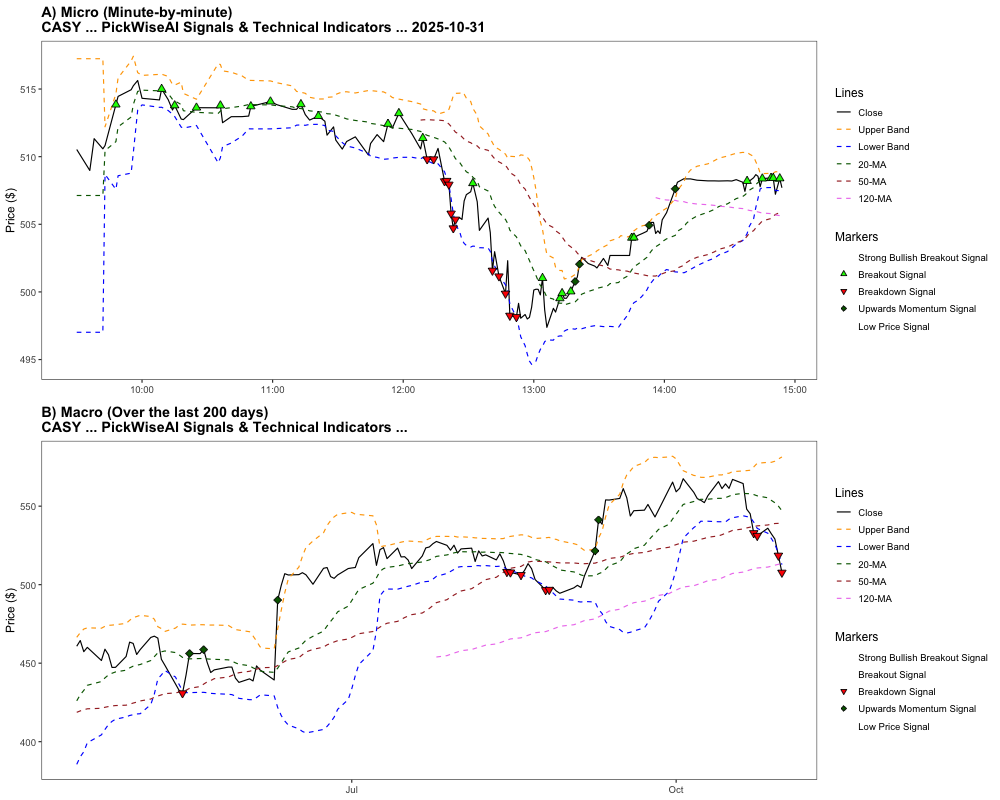 A) Micro (Minute-by-minute)
CASY ... PickWiseAI Signals & Technical Indicators ... 2025-10-31
Price ($)
515
510
505
500
495
10:00
11:00
12:00
13:00
14:00
15:00
Lines
Close
Upper Band
Lower Band
20-MA
50-MA
120-MA
Markers
Strong Bullish Breakout Signal
Breakout Signal
Breakdown Signal
Upwards Momentum Signal
Low Price Signal
B) Macro (Over the last 200 days)
CASY ... PickWiseAI Signals & Technical Indicators ...
Price ($)
550
500
450
400
Jul
Oct
Lines
Close
Upper Band
Lower Band
20-MA
50-MA
120-MA
Markers
Strong Bullish Breakout Signal
Breakout Signal
Breakdown Signal
Upwards Momentum Signal
Low Price Signal